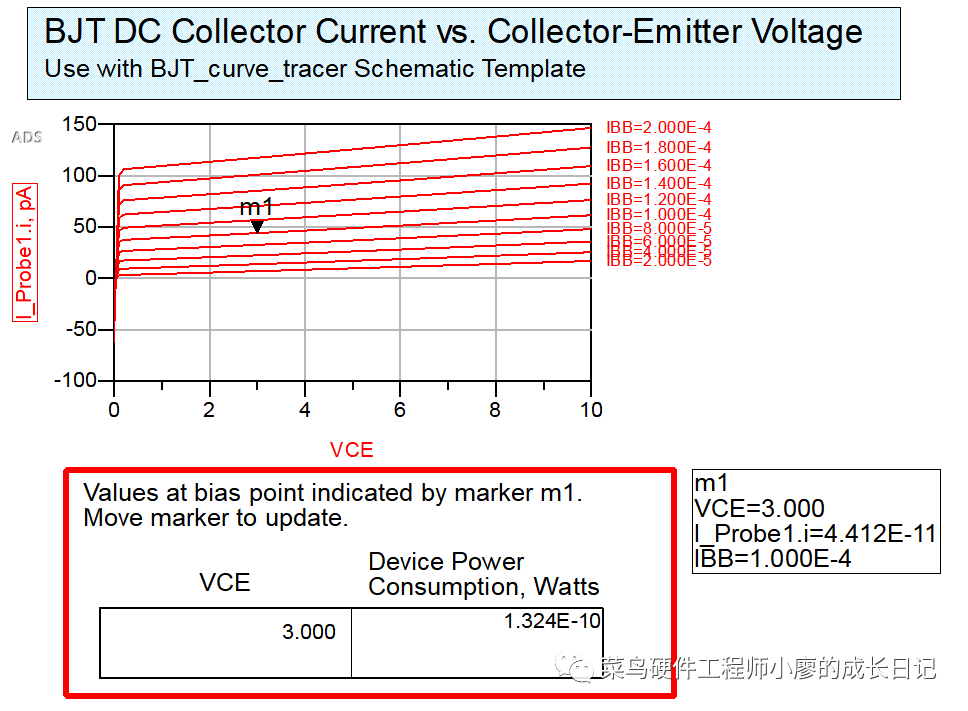 BJT DC Collector Current vs. Collector-Emitter Voltage
Use with BJT_curve_tracer Schematic Template
ADS
I_Probe1.i, pA
150
100
50
0
-50
-100
0 2 4 6 8 10
VCE
m1
IBB=2.000E-4
IBB=1.800E-4
IBB=1.600E-4
IBB=1.400E-4
IBB=1.200E-4
IBB=1.000E-4
IBB=8.000E-5
IBB=6.000E-5
IBB=4.000E-5
IBB=2.000E-5
Values at bias point indicated by marker m1.
Move marker to update.
VCE
Device Power
Consumption, Watts
3.000
1.324E-10
m1
VCE=3.000
I_Probe1.i=4.412E-11
IBB=1.000E-4
菜鸟硬件工程师小廖的成长日记